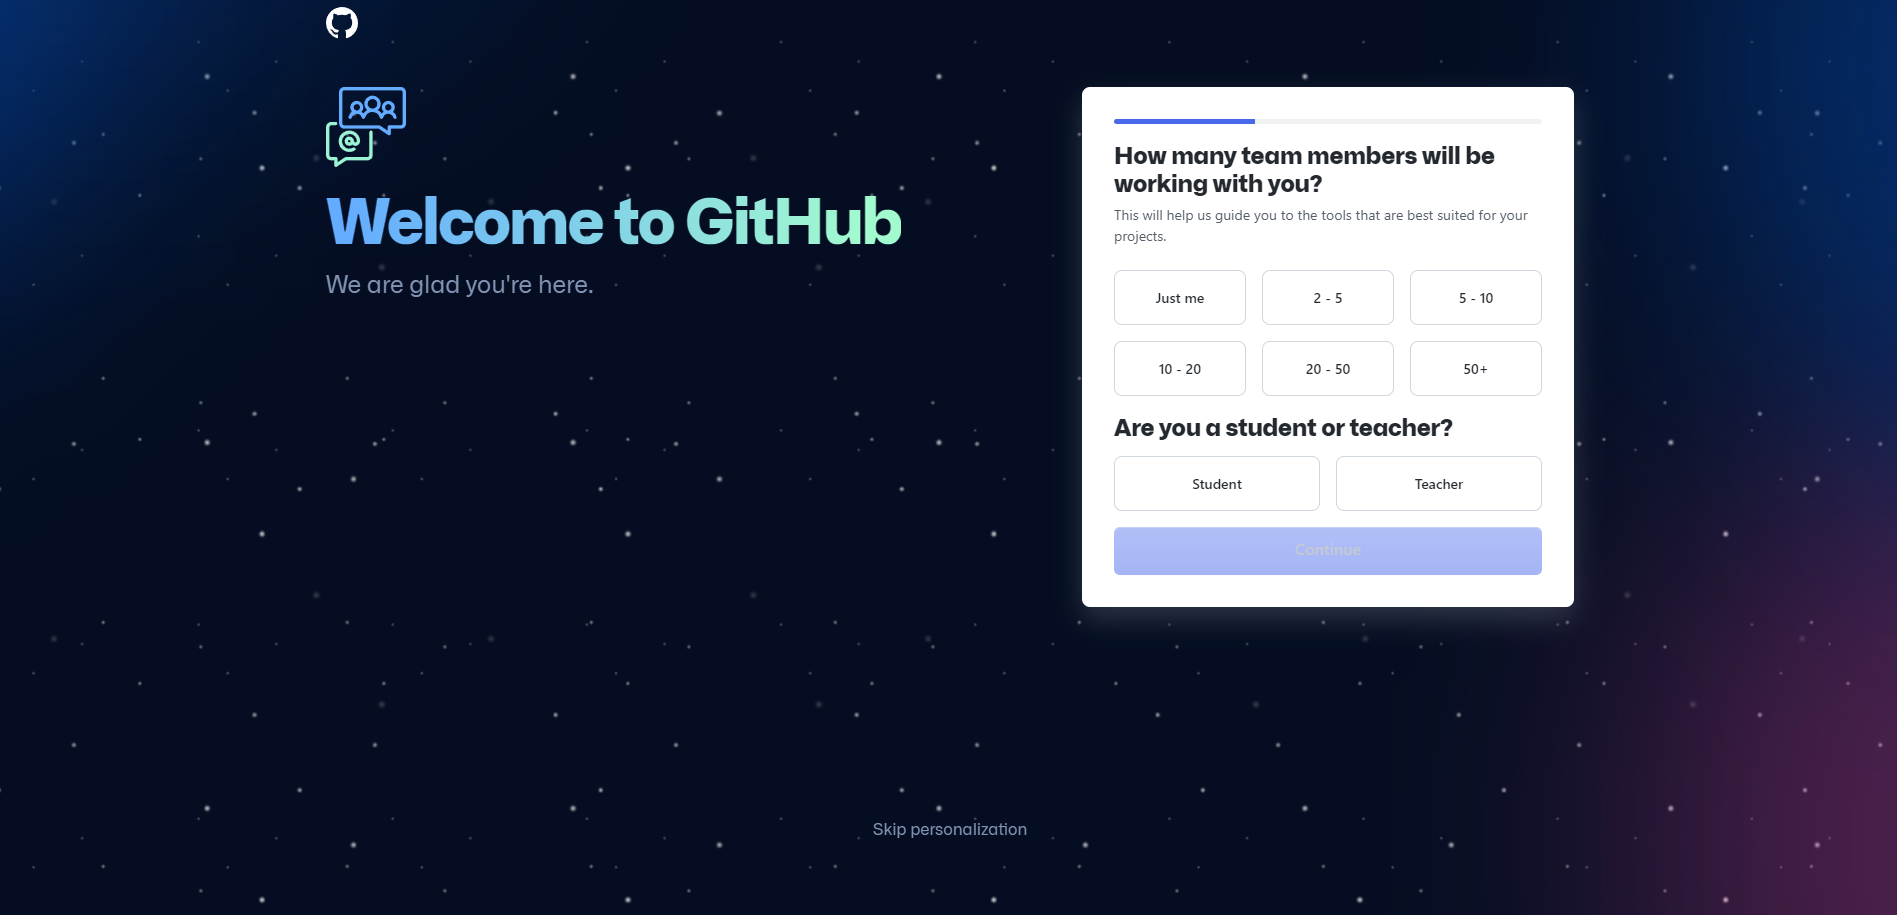 @
Welcome to GitHub
We are glad you're here.
How many team members will be
working with you?
This will help us guide you to the tools that are best suited for your
projects.
Just me
2 - 5
5 - 10
10 - 20
20 - 50
50+
Are you a student or teacher?
Student
Teacher
Continue
Skip personalization